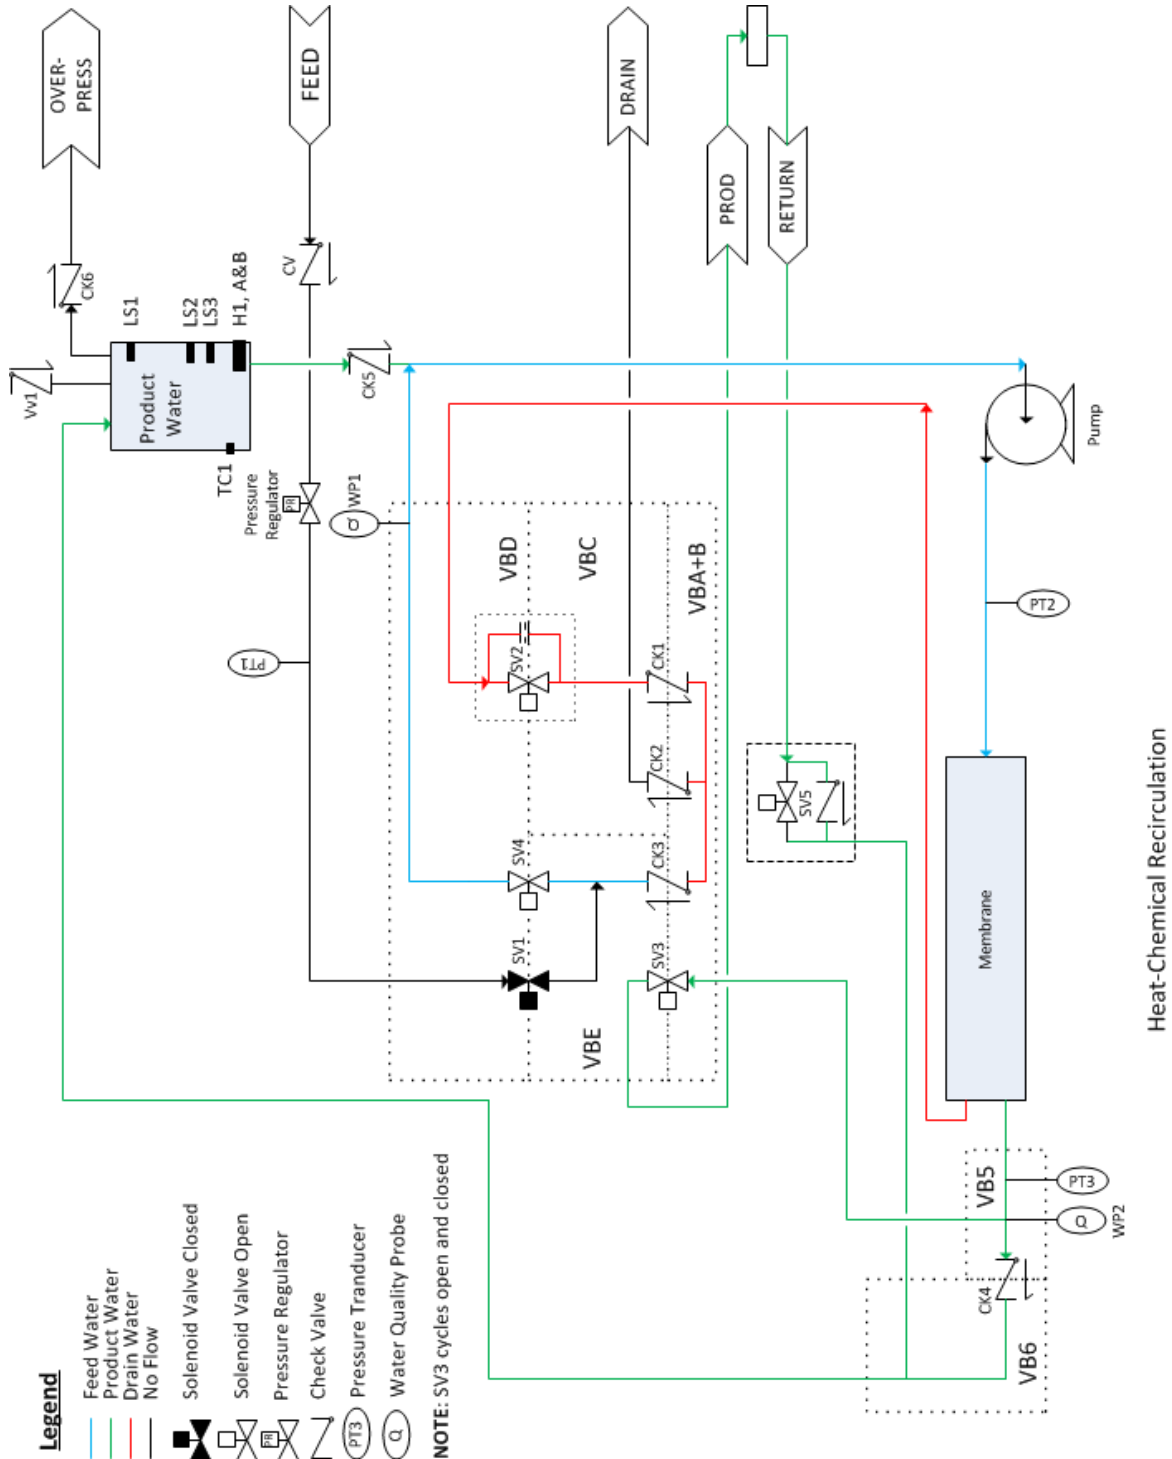 OVER-
PRESS
FEED
DRAIN
PROD
RETURN
CK6
CV
Vv1
LS1
LS2
LS3
H1, A&B
Product
Water
TC1
CK5
Pressure
Regulator
PR
Q
WP1
PT1
Pump
PT2
VBD
VBC
VBA+B
VBE
SV2
CK1
CK2
SV4
CK3
SV1
SV3
SV5
Membrane
VB5
PT3
Q
WP2
CK4
VB6
Legend
Feed Water
Product Water
Drain Water
No Flow
Solenoid Valve Closed
Solenoid Valve Open
PR
Pressure Regulator
Check Valve
PT3
Pressure Tranducer
Q
Water Quality Probe
NOTE: SV3 cycles open and closed
Heat-Chemical Recirculation